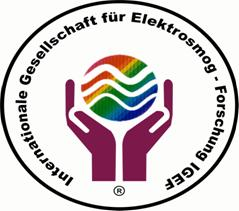 Internationale Gesellschaft für Elektrosmog - Forschung IGEF
®